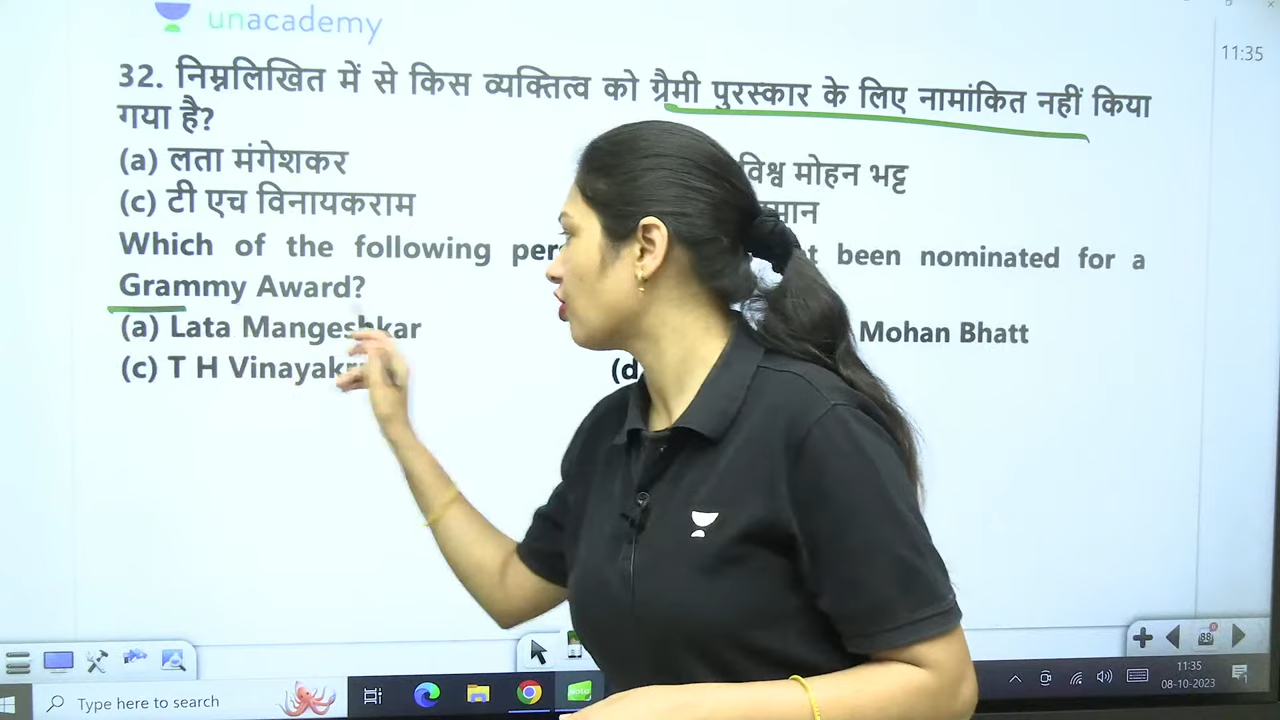 unacademy
11:35
32. निम्नलिखित में से किस व्यक्तित्व को ग्रैमी पुरस्कार के लिए नामांकित नहीं किया
गया है?
(a) लता मंगेशकर विश्व मोहन भट्ट
(c) टी एच विनायकराम
Which of the following been nominated for a
Grammy Award?
(a) Lata Mangeshkar Mohan Bhatt
(c) T H (d
88
Type here to search
11:35
08-10-2023